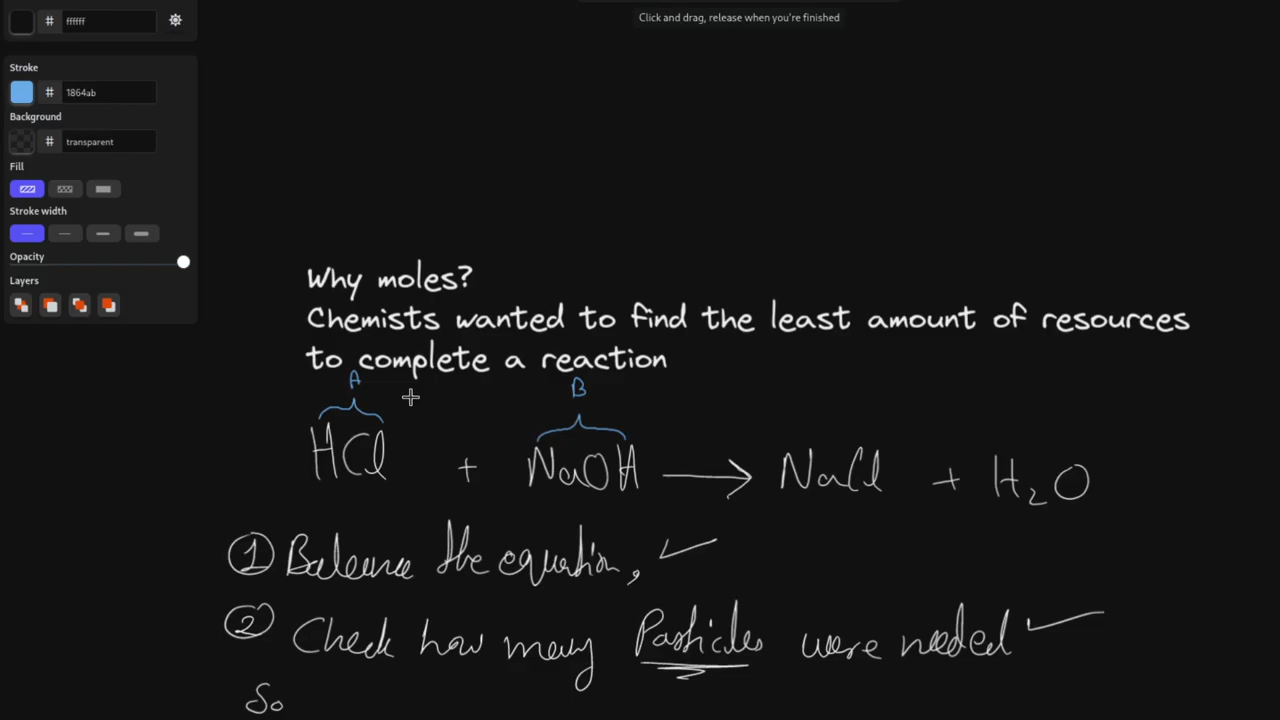 # ffffff
Click and drag, release when you're finished
Stroke
# 1864ab
Background
# transparent
Fill
Stroke width
Opacity
Layers
Why moles?
Chemists wanted to find the least amount of resources
to complete a reaction
A B
HCl + NaOH → NaCl + H₂O
① Balance the equation, ✓
② Check how many Particles were needed ✓
So